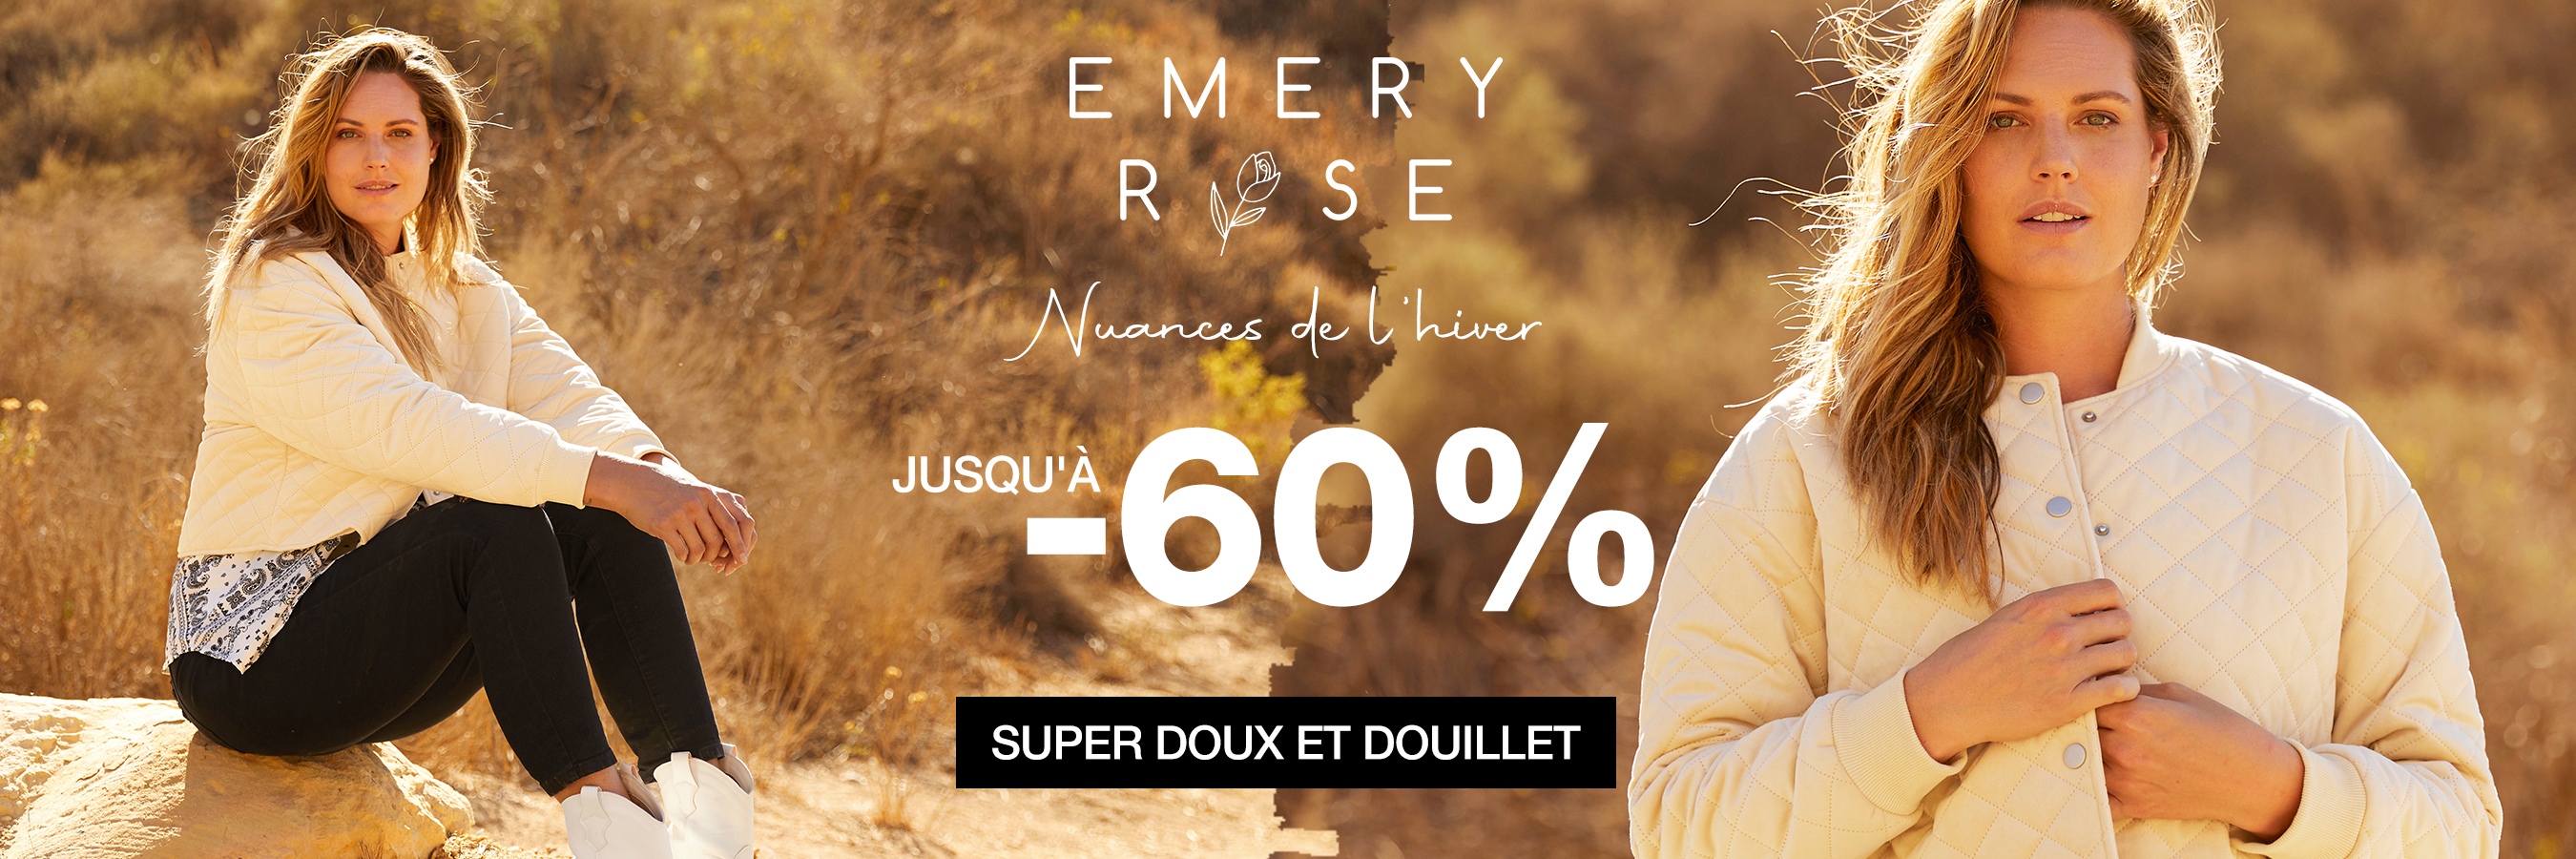 EMERY
ROSE
Nuances de l'hiver
JUSQU'À
-60%
SUPER DOUX ET DOUILLET